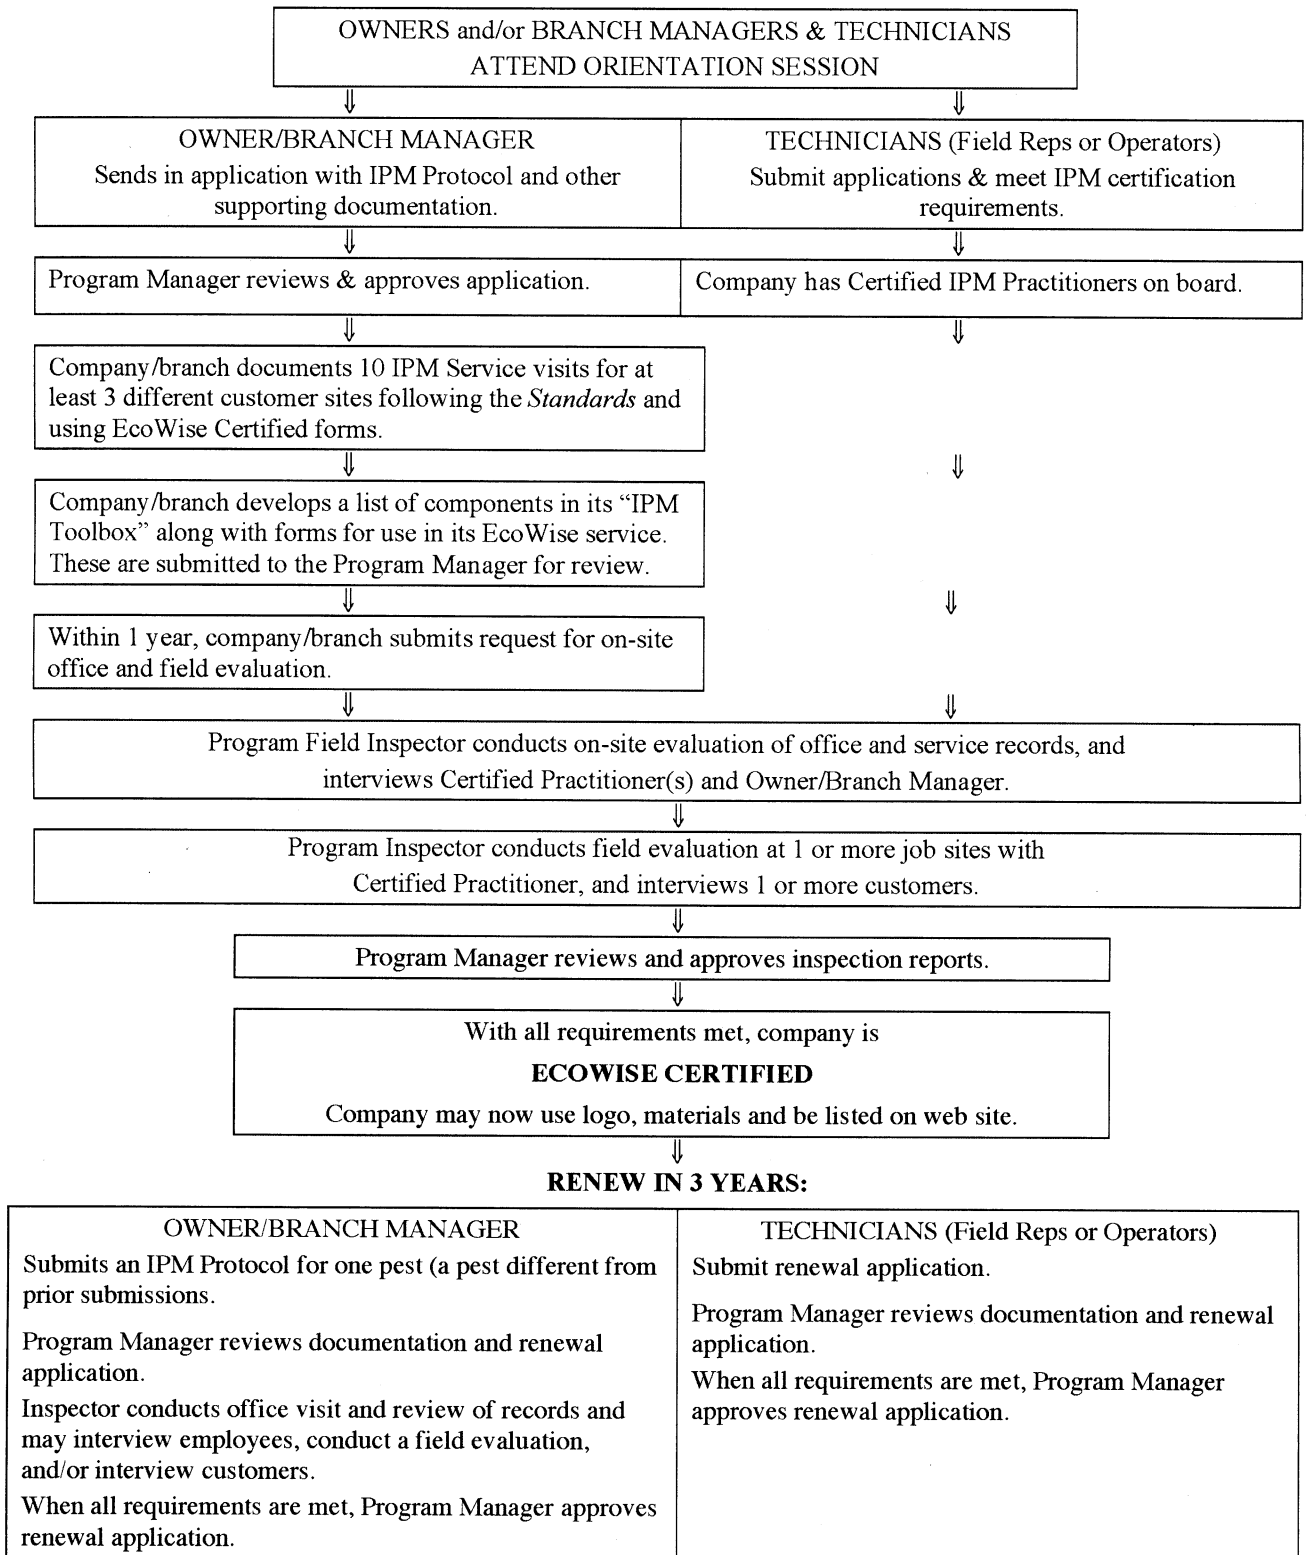 OWNERS and/or BRANCH MANAGERS & TECHNICIANS
ATTEND ORIENTATION SESSION
⇓ ⇓
OWNER/BRANCH MANAGER
Sends in application with IPM Protocol and other
supporting documentation.
TECHNICIANS (Field Reps or Operators)
Submit applications & meet IPM certification
requirements.
⇓ ⇓
Program Manager reviews & approves application.
Company has Certified IPM Practitioners on board.
⇓ ⇓
Company/branch documents 10 IPM Service visits for at
least 3 different customer sites following the Standards and
using EcoWise Certified forms.
⇓ ⇓
Company/branch develops a list of components in its “IPM
Toolbox” along with forms for use in its EcoWise service.
These are submitted to the Program Manager for review.
⇓ ⇓
Within 1 year, company/branch submits request for on-site
office and field evaluation.
⇓ ⇓
Program Field Inspector conducts on-site evaluation of office and service records, and
interviews Certified Practitioner(s) and Owner/Branch Manager.
⇓
Program Inspector conducts field evaluation at 1 or more job sites with
Certified Practitioner, and interviews 1 or more customers.
⇓
Program Manager reviews and approves inspection reports.
⇓
With all requirements met, company is
ECOWISE CERTIFIED
Company may now use logo, materials and be listed on web site.
⇓
RENEW IN 3 YEARS:
OWNER/BRANCH MANAGER
Submits an IPM Protocol for one pest (a pest different from
prior submissions.
Program Manager reviews documentation and renewal
application.
Inspector conducts office visit and review of records and
may interview employees, conduct a field evaluation,
and/or interview customers.
When all requirements are met, Program Manager approves
renewal application.
TECHNICIANS (Field Reps or Operators)
Submit renewal application.
Program Manager reviews documentation and renewal
application.
When all requirements are met, Program Manager
approves renewal application.